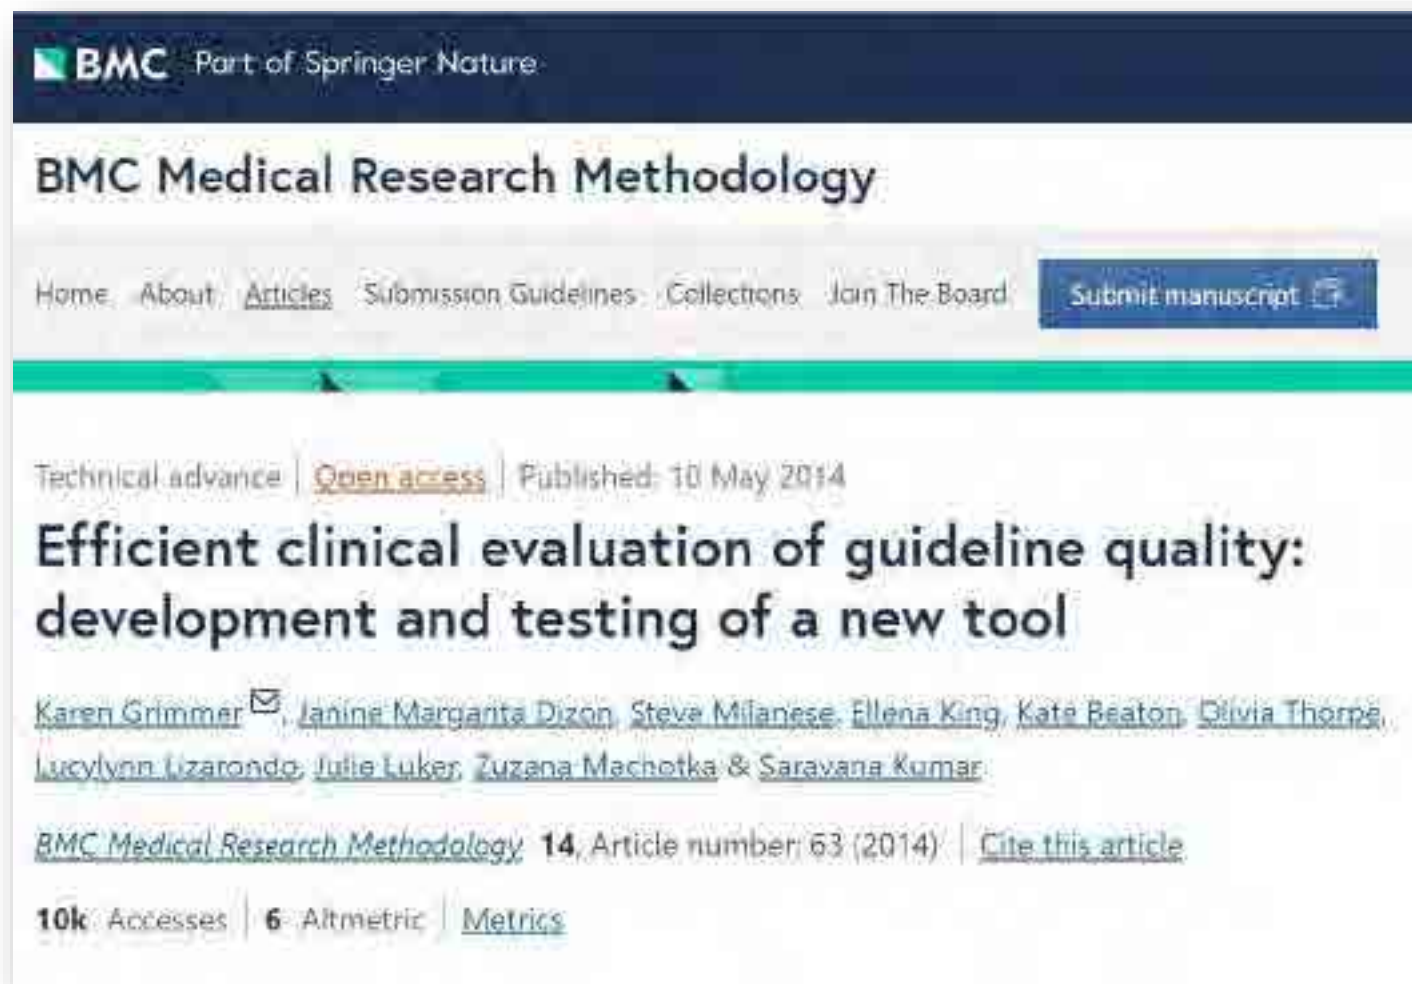 BMC Part of Springer Nature
BMC Medical Research Methodology
Home About Articles Submission Guidelines Collections Join The Board Submit manuscript
Technical advance | Open access | Published: 10 May 2014
Efficient clinical evaluation of guideline quality:
development and testing of a new tool
Karen Grimmer, Janine Margarita Dizon, Steve Milanese, Ellena King, Kate Beaton, Olivia Thorpe,
Lucylynn Lizarondo, Julie Luker, Zuzana Machotka & Saravana Kumar
BMC Medical Research Methodology 14, Article number: 63 (2014) | Cite this article
10k Accesses | 6 Altmetric | Metrics